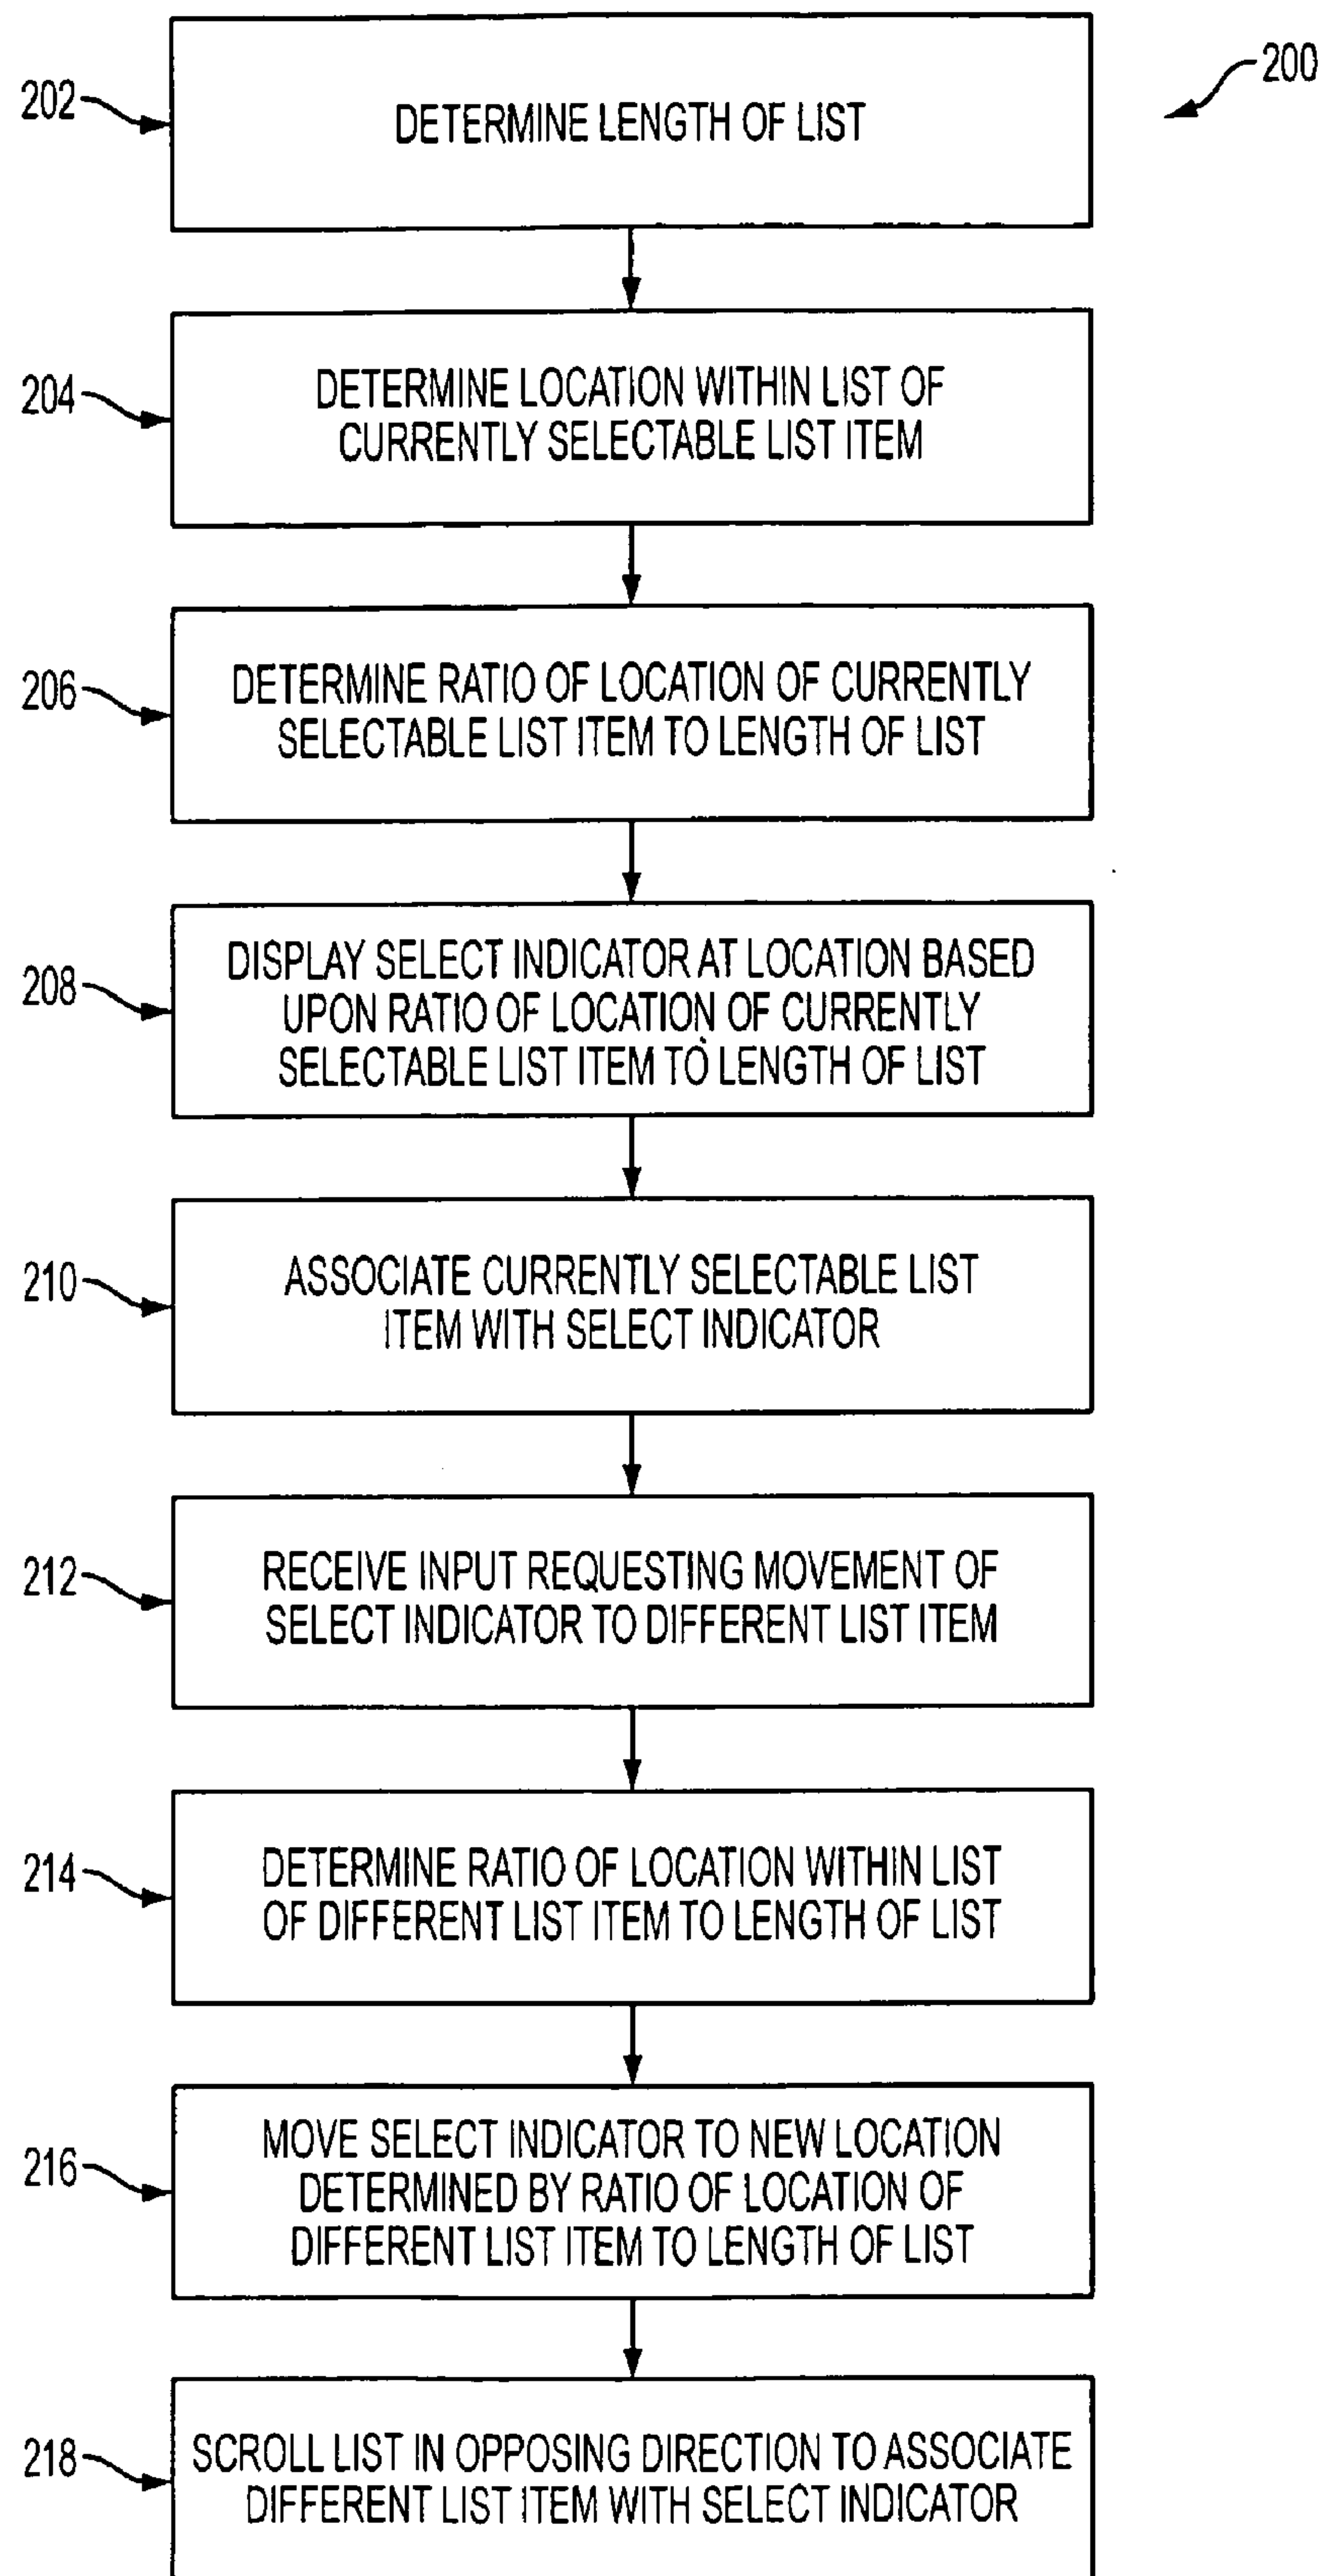 200
202
DETERMINE LENGTH OF LIST
204
DETERMINE LOCATION WITHIN LIST OF
CURRENTLY SELECTABLE LIST ITEM
206
DETERMINE RATIO OF LOCATION OF CURRENTLY
SELECTABLE LIST ITEM TO LENGTH OF LIST
208
DISPLAY SELECT INDICATOR AT LOCATION BASED
UPON RATIO OF LOCATION OF CURRENTLY
SELECTABLE LIST ITEM TO LENGTH OF LIST
210
ASSOCIATE CURRENTLY SELECTABLE LIST
ITEM WITH SELECT INDICATOR
212
RECEIVE INPUT REQUESTING MOVEMENT OF
SELECT INDICATOR TO DIFFERENT LIST ITEM
214
DETERMINE RATIO OF LOCATION WITHIN LIST
OF DIFFERENT LIST ITEM TO LENGTH OF LIST
216
MOVE SELECT INDICATOR TO NEW LOCATION
DETERMINED BY RATIO OF LOCATION OF
DIFFERENT LIST ITEM TO LENGTH OF LIST
218
SCROLL LIST IN OPPOSING DIRECTION TO ASSOCIATE
DIFFERENT LIST ITEM WITH SELECT INDICATOR